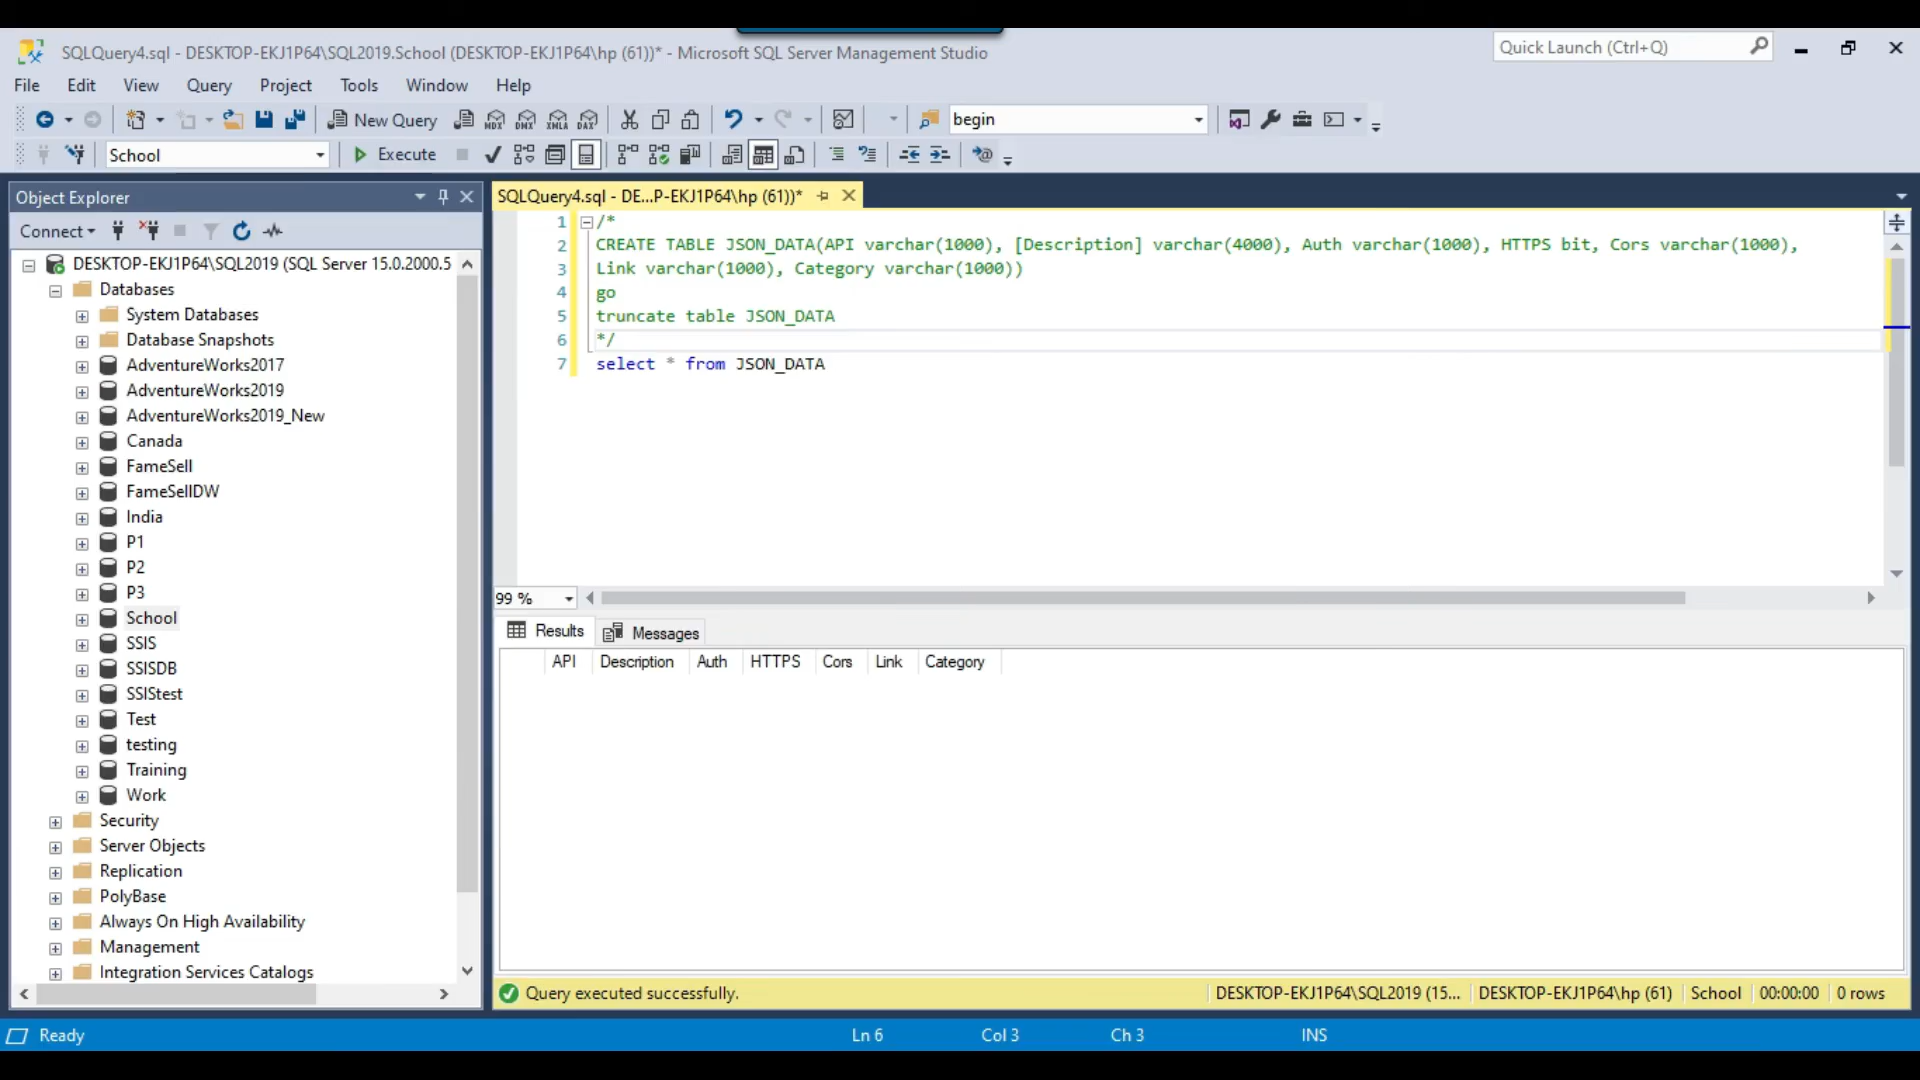 SQLQuery4.sql - DESKTOP-EKJ1P64\SQL2019.School (DESKTOP-EKJ1P64\hp (61))* - Microsoft SQL Server Management Studio
Quick Launch (Ctrl+Q)
File Edit View Query Project Tools Window Help
New Query MDX DMX XMLA DAX begin
School Execute
Object Explorer
Connect
DESKTOP-EKJ1P64\SQL2019 (SQL Server 15.0.2000.5
Databases
System Databases
Database Snapshots
AdventureWorks2017
AdventureWorks2019
AdventureWorks2019_New
Canada
FameSell
FameSellDW
India
P1
P2
P3
School
SSIS
SSISDB
SSIStest
Test
testing
Training
Work
Security
Server Objects
Replication
PolyBase
Always On High Availability
Management
Integration Services Catalogs
SQLQuery4.sql - DE...P-EKJ1P64\hp (61))*
1 /*
2 CREATE TABLE JSON_DATA(API varchar(1000), [Description] varchar(4000), Auth varchar(1000), HTTPS bit, Cors varchar(1000),
3 Link varchar(1000), Category varchar(1000))
4 go
5 truncate table JSON_DATA
6 */
7 select * from JSON_DATA
99 %
Results Messages
API Description Auth HTTPS Cors Link Category
Query executed successfully. DESKTOP-EKJ1P64\SQL2019 (15... DESKTOP-EKJ1P64\hp (61) School 00:00:00 0 rows
Ready Ln 6 Col 3 Ch 3 INS